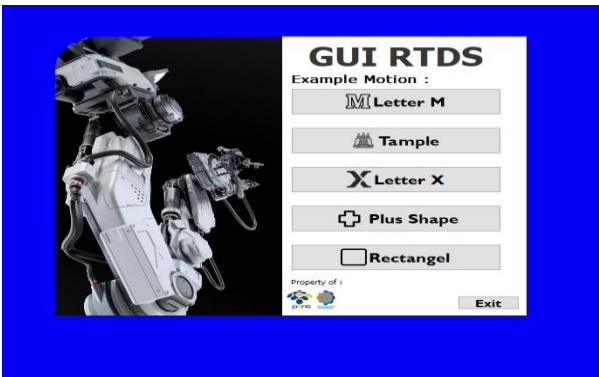 GUI RTDS
Example Motion :
Letter M
Tample
Letter X
Plus Shape
Rectangel
Property of :
Exit